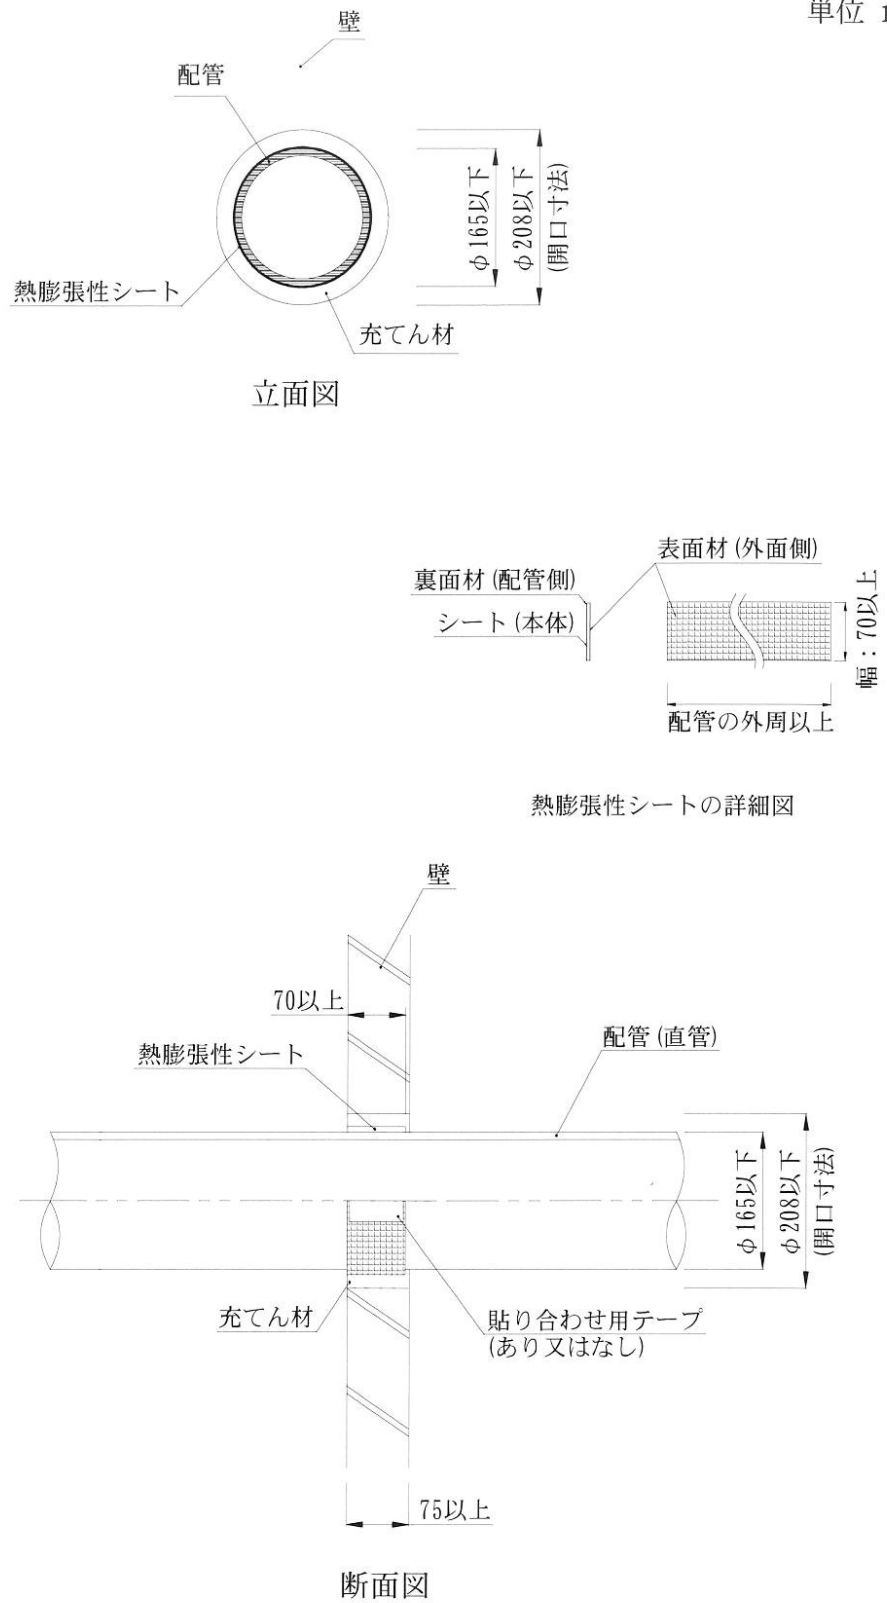 単位
壁
配管
φ165以下
φ208以下
(開口寸法)
熱膨張性シート
充てん材
立面図
表面材(外面側)
裏面材(配管側)
シート(本体)
幅：70以上
配管の外周以上
熱膨張性シートの詳細図
壁
70以上
配管(直管)
熱膨張性シート
φ165以下
φ208以下
(開口寸法)
充てん材
貼り合わせ用テープ
(あり又はなし)
75以上
断面図